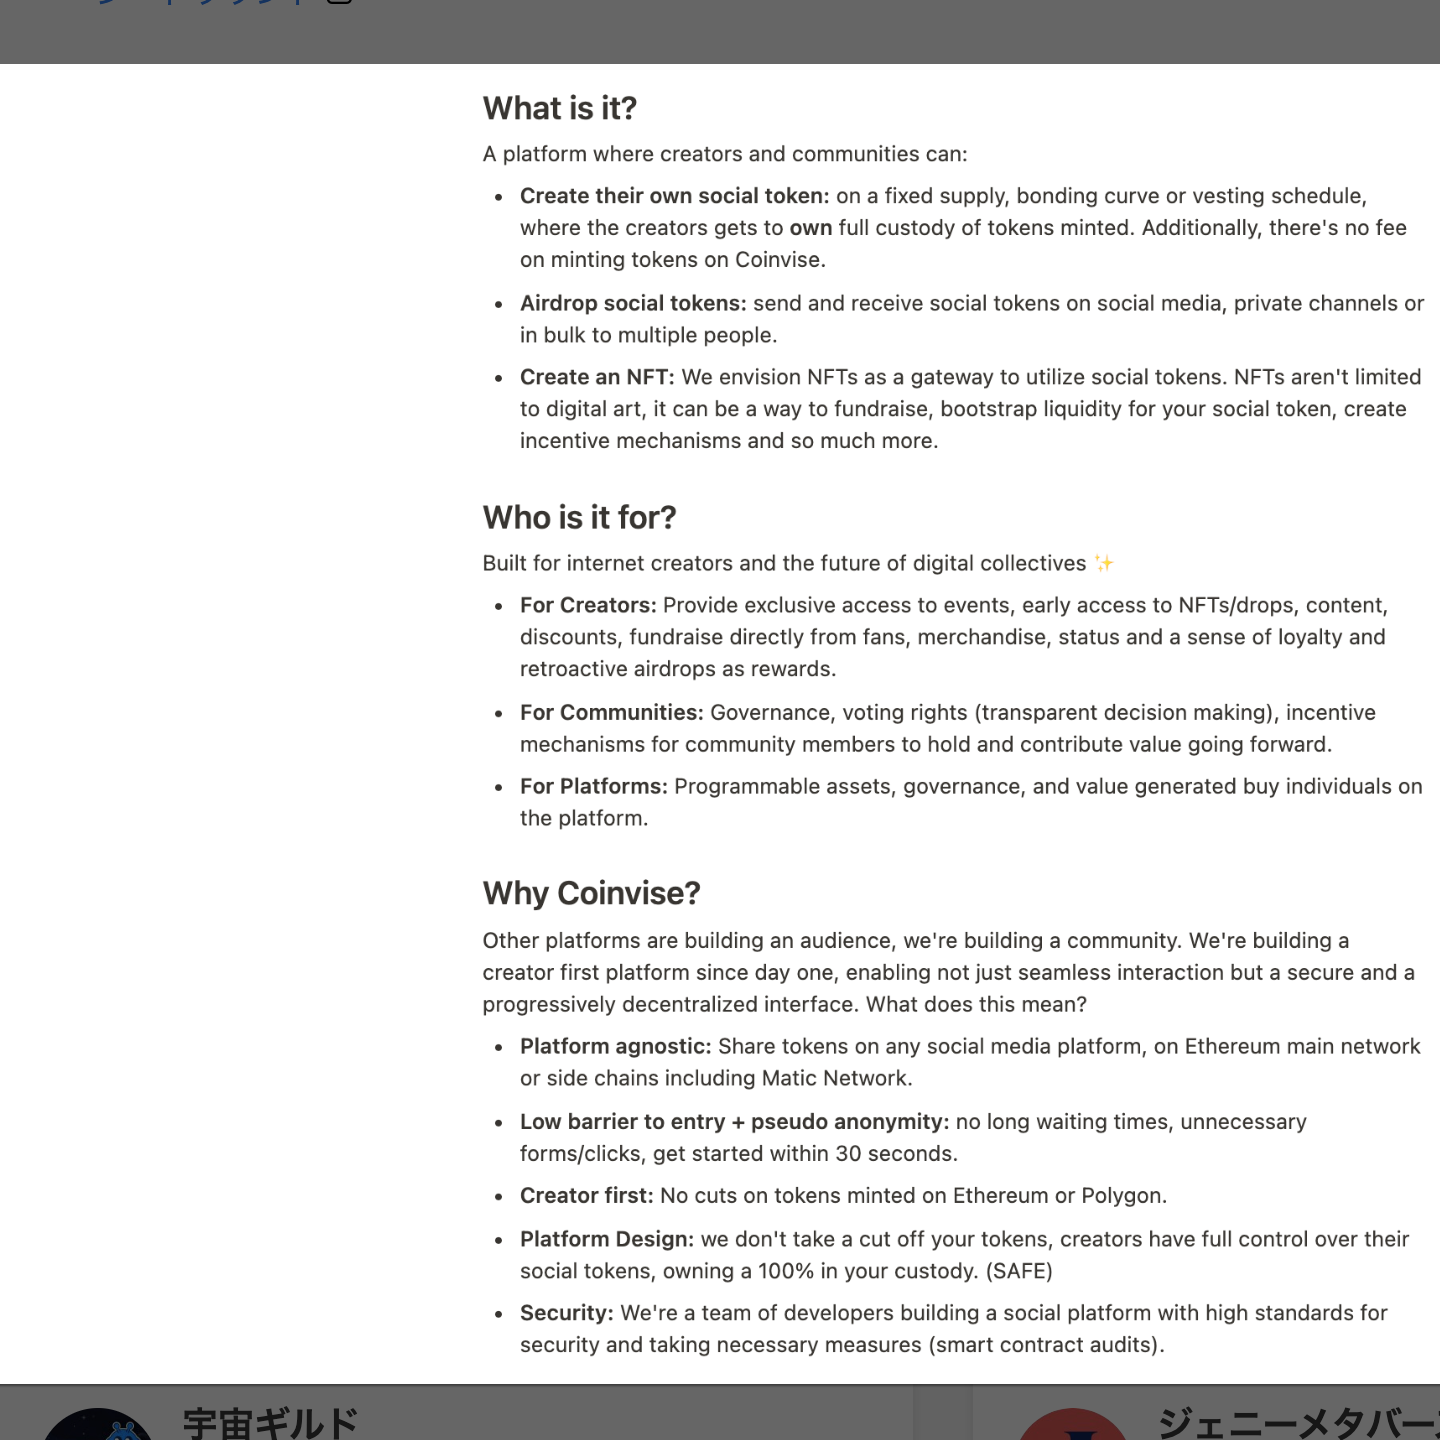 What is it?
A platform where creators and communities can:
• Create their own social token: on a fixed supply, bonding curve or vesting schedule,
where the creators gets to own full custody of tokens minted. Additionally, there's no fee
on minting tokens on Coinvise.
• Airdrop social tokens: send and receive social tokens on social media, private channels or
in bulk to multiple people.
• Create an NFT: We envision NFTs as a gateway to utilize social tokens. NFTs aren't limited
to digital art, it can be a way to fundraise, bootstrap liquidity for your social token, create
incentive mechanisms and so much more.
Who is it for?
Built for internet creators and the future of digital collectives ✨
• For Creators: Provide exclusive access to events, early access to NFTs/drops, content,
discounts, fundraise directly from fans, merchandise, status and a sense of loyalty and
retroactive airdrops as rewards.
• For Communities: Governance, voting rights (transparent decision making), incentive
mechanisms for community members to hold and contribute value going forward.
• For Platforms: Programmable assets, governance, and value generated buy individuals on
the platform.
Why Coinvise?
Other platforms are building an audience, we're building a community. We're building a
creator first platform since day one, enabling not just seamless interaction but a secure and a
progressively decentralized interface. What does this mean?
• Platform agnostic: Share tokens on any social media platform, on Ethereum main network
or side chains including Matic Network.
• Low barrier to entry + pseudo anonymity: no long waiting times, unnecessary
forms/clicks, get started within 30 seconds.
• Creator first: No cuts on tokens minted on Ethereum or Polygon.
• Platform Design: we don't take a cut off your tokens, creators have full control over their
social tokens, owning a 100% in your custody. (SAFE)
• Security: We're a team of developers building a social platform with high standards for
security and taking necessary measures (smart contract audits).
宇宙ギルド
ジェニーメタバー